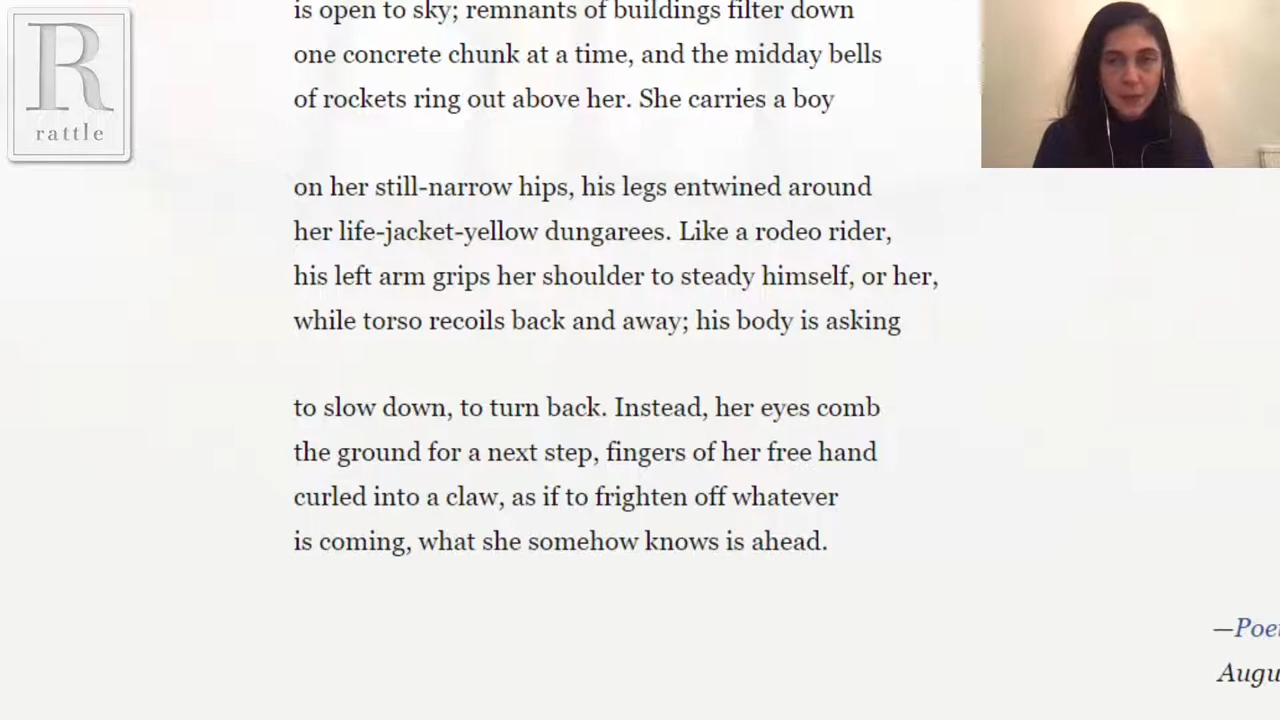 R
rattle
is open to sky; remnants of buildings filter down
one concrete chunk at a time, and the midday bells
of rockets ring out above her. She carries a boy
on her still-narrow hips, his legs entwined around
her life-jacket-yellow dungarees. Like a rodeo rider,
his left arm grips her shoulder to steady himself, or her,
while torso recoils back and away; his body is asking
to slow down, to turn back. Instead, her eyes comb
the ground for a next step, fingers of her free hand
curled into a claw, as if to frighten off whatever
is coming, what she somehow knows is ahead.